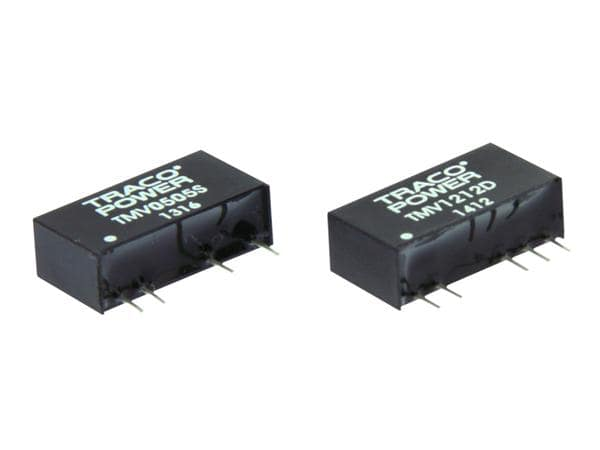 TRACO
POWER
TMV0505S
1316
TRACO
POWER
TMV1212D
1412